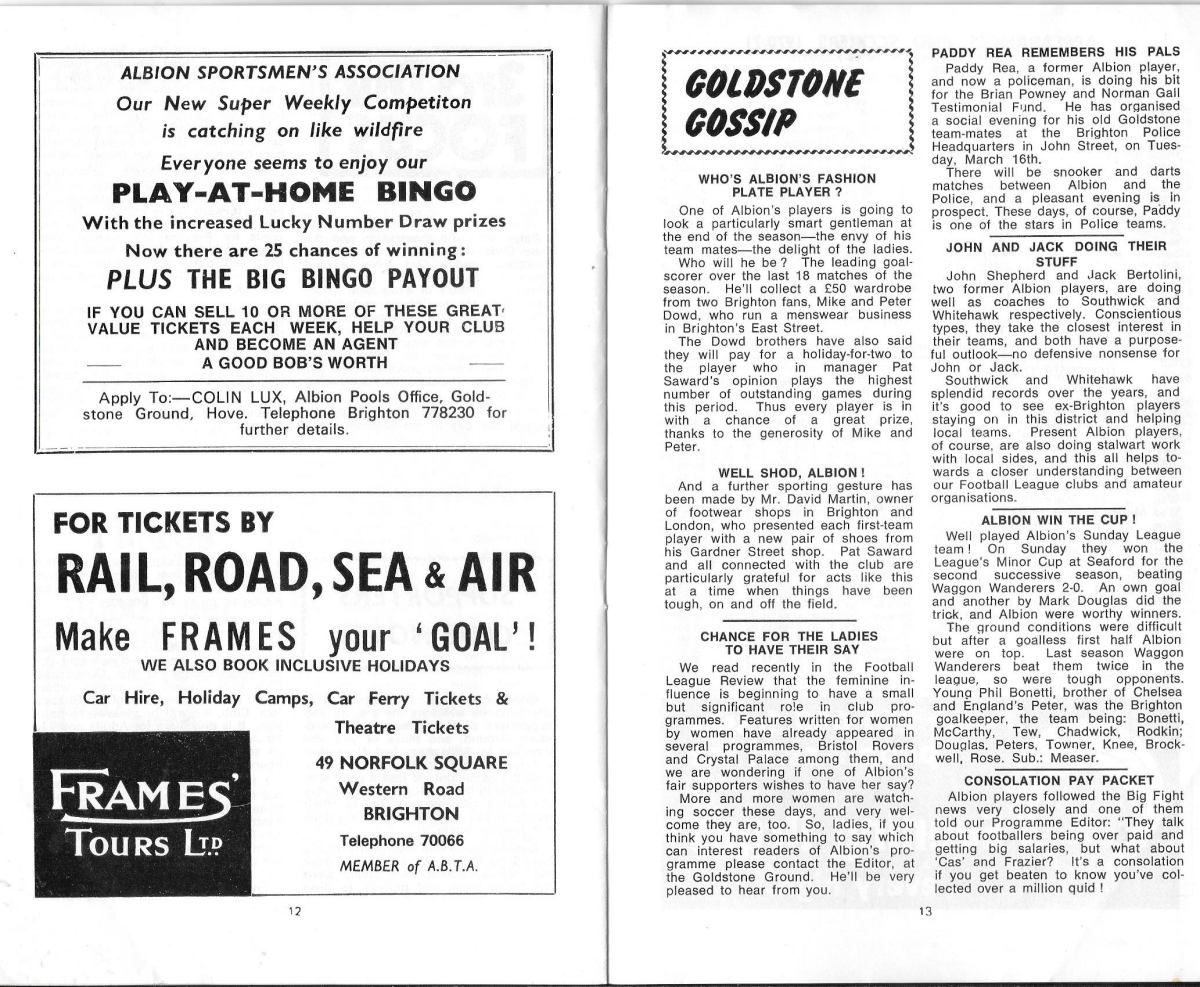 ALBION SPORTSMEN'S ASSOCIATION
Our New Super Weekly Competiton
is catching on like wildfire
Everyone seems to enjoy our
PLAY-AT-HOME BINGO
With the increased Lucky Number Draw prizes
Now there are 25 chances of winning:
PLUS THE BIG BINGO PAYOUT
IF YOU CAN SELL 10 OR MORE OF THESE GREAT
VALUE TICKETS EACH WEEK, HELP YOUR CLUB
AND BECOME AN AGENT
A GOOD BOB'S WORTH
Apply To:—COLIN LUX, Albion Pools Office, Gold-
stone Ground, Hove. Telephone Brighton 778230 for
further details.
FOR TICKETS BY
RAIL, ROAD, SEA & AIR
Make FRAMES your 'GOAL'!
WE ALSO BOOK INCLUSIVE HOLIDAYS
Car Hire, Holiday Camps, Car Ferry Tickets &
Theatre Tickets
FRAMES'
TOURS LTD
49 NORFOLK SQUARE
Western Road
BRIGHTON
Telephone 70066
MEMBER of A.B.T.A.
12
GOLDSTONE
GOSSIP
WHO'S ALBION'S FASHION
PLATE PLAYER ?
One of Albion's players is going to
look a particularly smart gentleman at
the end of the season—the envy of his
team mates—the delight of the ladies.
Who will he be ? The leading goal-
scorer over the last 18 matches of the
season. He'll collect a £50 wardrobe
from two Brighton fans, Mike and Peter
Dowd, who run a menswear business
in Brighton's East Street.
The Dowd brothers have also said
they will pay for a holiday-for-two to
the player who in manager Pat
Saward's opinion plays the highest
number of outstanding games during
this period. Thus every player is in
with a chance of a great prize,
thanks to the generosity of Mike and
Peter.
WELL SHOD, ALBION !
And a further sporting gesture has
been made by Mr. David Martin, owner
of footwear shops in Brighton and
London, who presented each first-team
player with a new pair of shoes from
his Gardner Street shop. Pat Saward
and all connected with the club are
particularly grateful for acts like this
at a time when things have been
tough, on and off the field.
CHANCE FOR THE LADIES
TO HAVE THEIR SAY
We read recently in the Football
League Review that the feminine in-
fluence is beginning to have a small
but significant role in club pro-
grammes. Features written for women
by women have already appeared in
several programmes, Bristol Rovers
and Crystal Palace among them, and
we are wondering if one of Albion's
fair supporters wishes to have her say?
More and more women are watch-
ing soccer these days, and very wel-
come they are, too. So, ladies, if you
think you have something to say which
can interest readers of Albion's pro-
gramme please contact the Editor, at
the Goldstone Ground. He'll be very
pleased to hear from you.
PADDY REA REMEMBERS HIS PALS
Paddy Rea, a former Albion player,
and now a policeman, is doing his bit
for the Brian Powney and Norman Gall
Testimonial Fund. He has organised
a social evening for his old Goldstone
team-mates at the Brighton Police
Headquarters in John Street, on Tues-
day, March 16th.
There will be snooker and darts
matches between Albion and the
Police, and a pleasant evening is in
prospect. These days, of course, Paddy
is one of the stars in Police teams.
JOHN AND JACK DOING THEIR
STUFF
John Shepherd and Jack Bertolini,
two former Albion players, are doing
well as coaches to Southwick and
Whitehawk respectively. Conscientious
types, they take the closest interest in
their teams, and both have a purpose-
ful outlook—no defensive nonsense for
John or Jack.
Southwick and Whitehawk have
splendid records over the years, and
it's good to see ex-Brighton players
staying on in this district and helping
local teams. Present Albion players,
of course, are also doing stalwart work
with local sides, and this all helps to-
wards a closer understanding between
our Football League clubs and amateur
organisations.
ALBION WIN THE CUP !
Well played Albion's Sunday League
team ! On Sunday they won the
League's Minor Cup at Seaford for the
second successive season, beating
Waggon Wanderers 2-0. An own goal
and another by Mark Douglas did the
trick, and Albion were worthy winners.
The ground conditions were difficult
but after a goalless first half Albion
were on top. Last season Waggon
Wanderers beat them twice in the
league, so were tough opponents.
Young Phil Bonetti, brother of Chelsea
and England's Peter, was the Brighton
goalkeeper, the team being: Bonetti,
McCarthy, Tew, Chadwick, Rodkin;
Douglas, Peters, Towner, Knee, Brock-
well, Rose. Sub.: Measer.
CONSOLATION PAY PACKET
Albion players followed the Big Fight
news very closely and one of them
told our Programme Editor: "They talk
about footballers being over paid and
getting big salaries, but what about
'Cas' and Frazier? It's a consolation
if you get beaten to know you've col-
lected over a million quid !
13